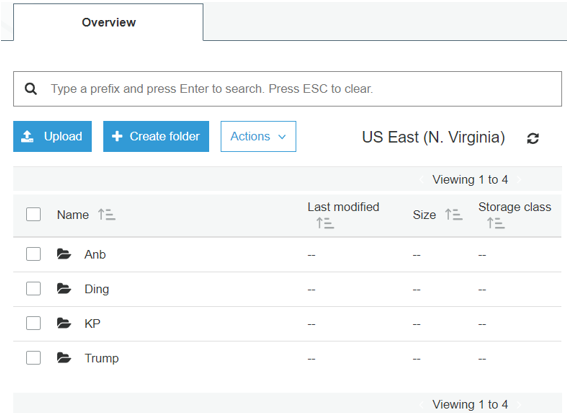 Overview
Type a prefix and press Enter to search. Press ESC to clear.
Upload Create folder Actions US East (N. Virginia)
Viewing 1 to 4
Name Last modified Size Storage class
Anb -- -- --
Ding -- -- --
KP -- -- --
Trump -- -- --
Viewing 1 to 4